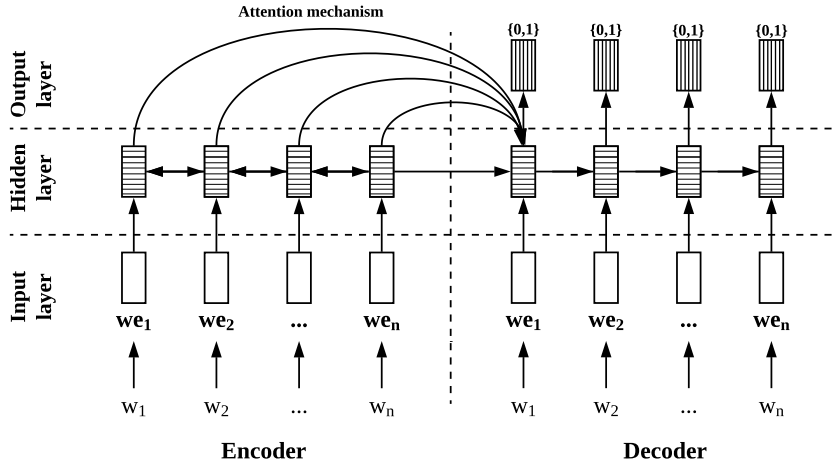 Attention mechanism
{0,1} {0,1} {0,1} {0,1}
Output
layer
Hidden
layer
Input
layer
we1 we2 ... wen we1 we2 ... wen
w1 w2 ... wn w1 w2 ... wn
Encoder Decoder